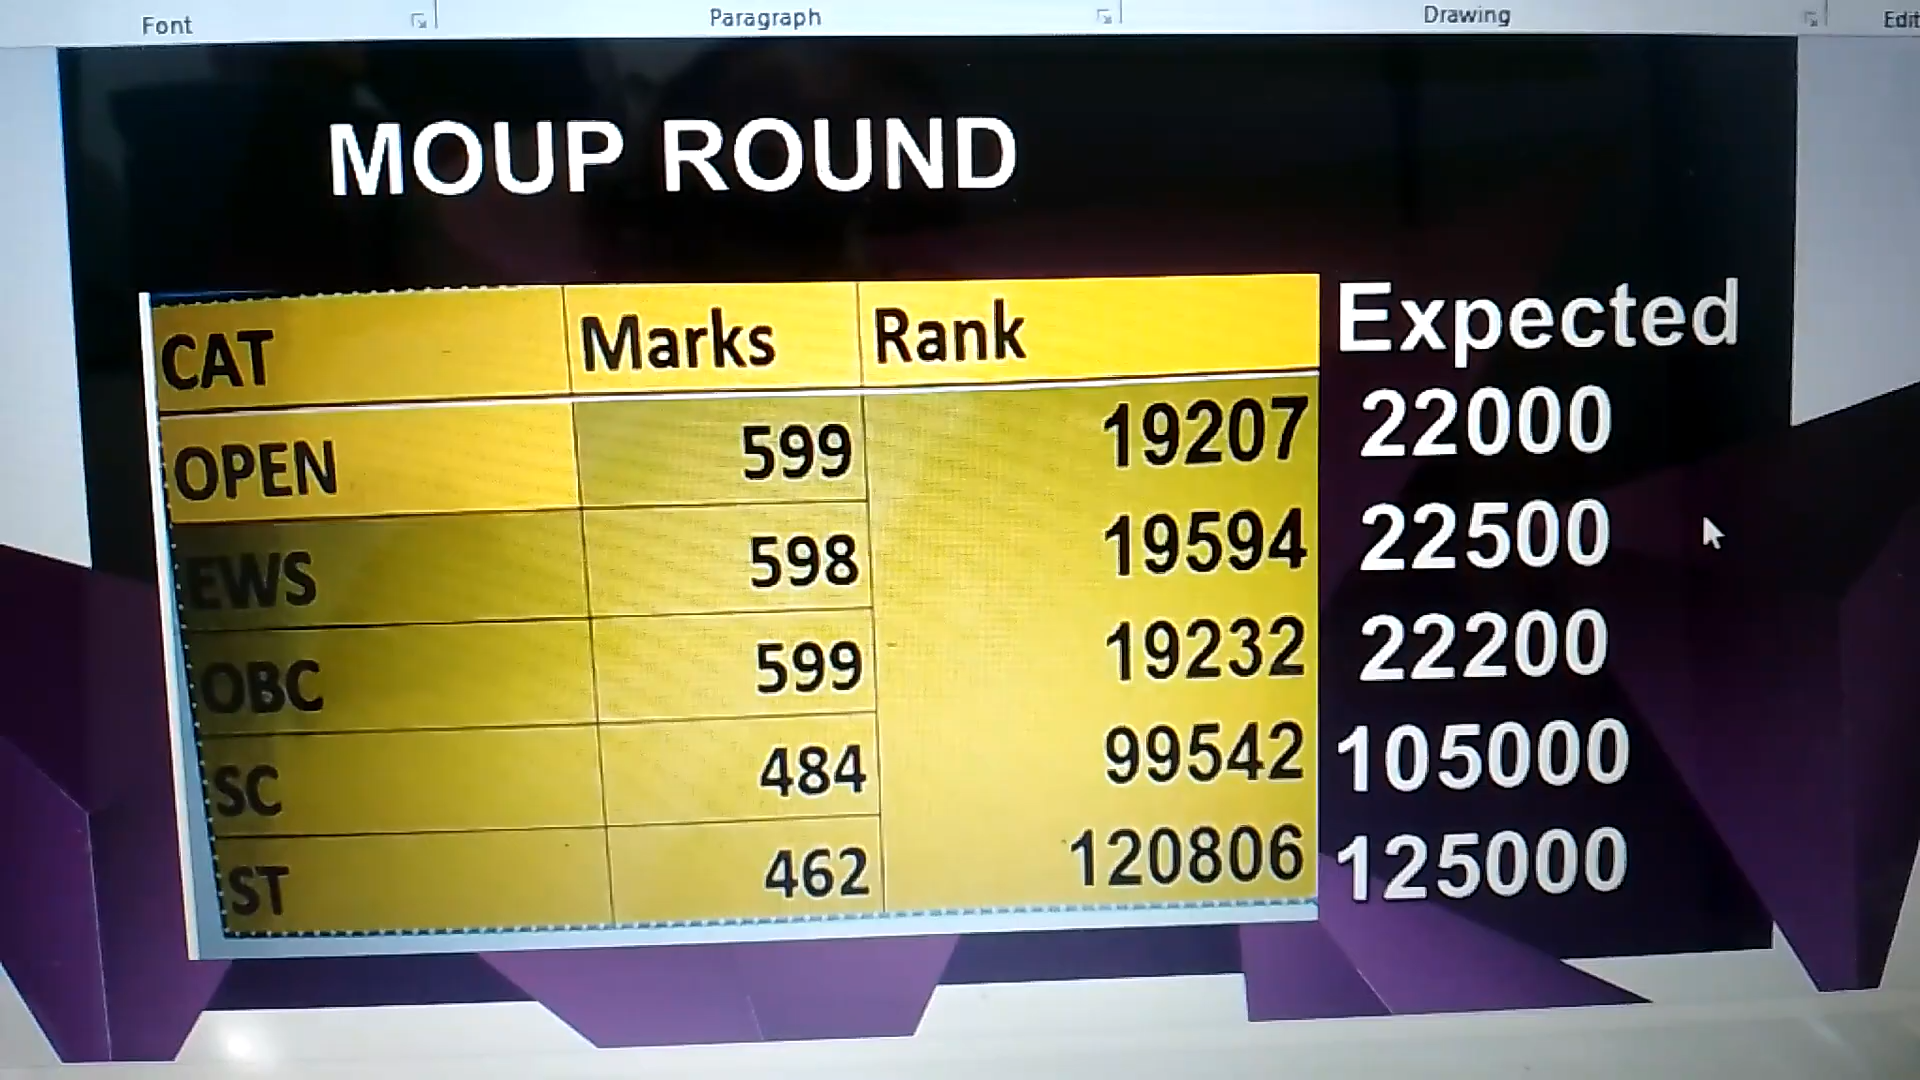 Font Paragraph Drawing Edit
MOUP ROUND
CAT Marks Rank Expected
OPEN 599 19207 22000
EWS 598 19594 22500
OBC 599 19232 22200
SC 484 99542 105000
ST 462 120806 125000